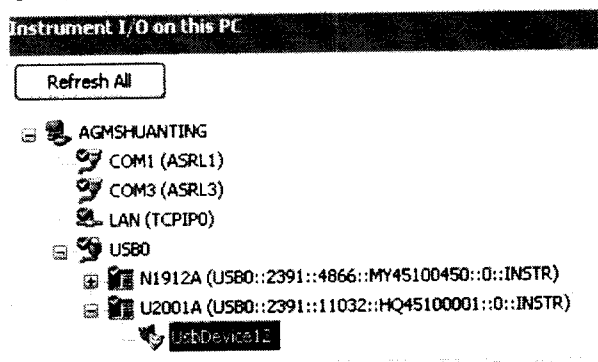 Instrument I/O on this PC
Refresh All
AGMSHUANTING
COM1 (ASRL1)
COM3 (ASRL3)
LAN (TCPIP0)
USB0
N1912A (USB0::2391::4866::MY45100450::0::INSTR)
U2001A (USB0::2391::11032::HQ45100001::0::INSTR)
UsbDevice12